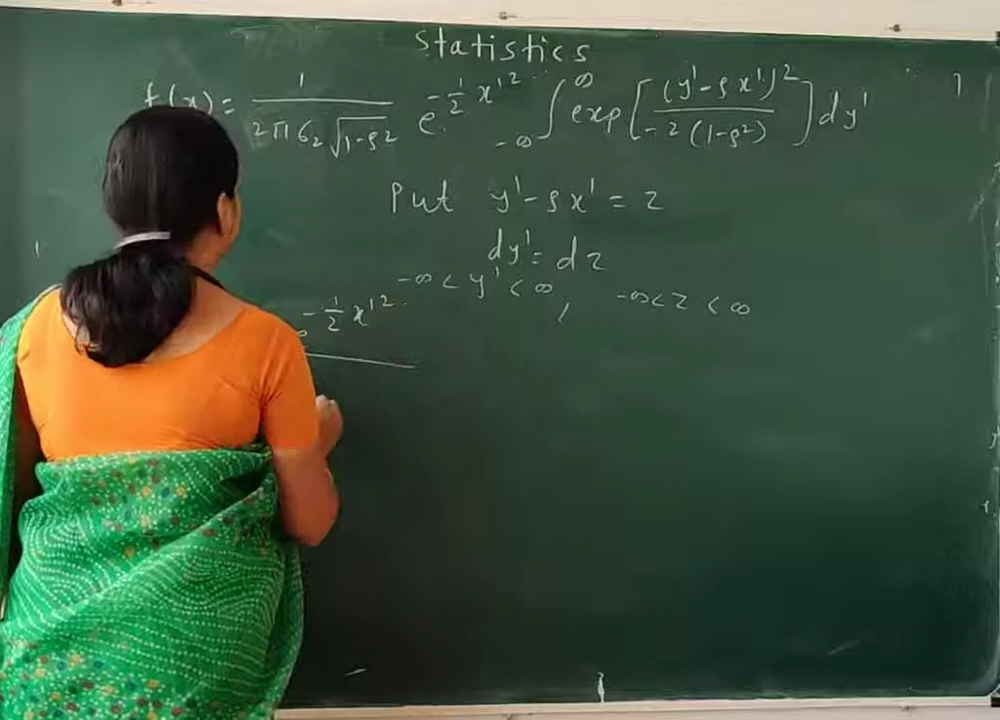 Statistics
f(x) = 1 / 2π σ₂ √1-ρ² e^{-1/2 x'²} ∫_{-∞}^{∞} exp[(y'-ρx')² / -2(1-ρ²)] dy'
Put y'-ρx' = z
dy' = dz
-∞ < y' < ∞, -∞ < z < ∞
e^{-1/2 x'²}